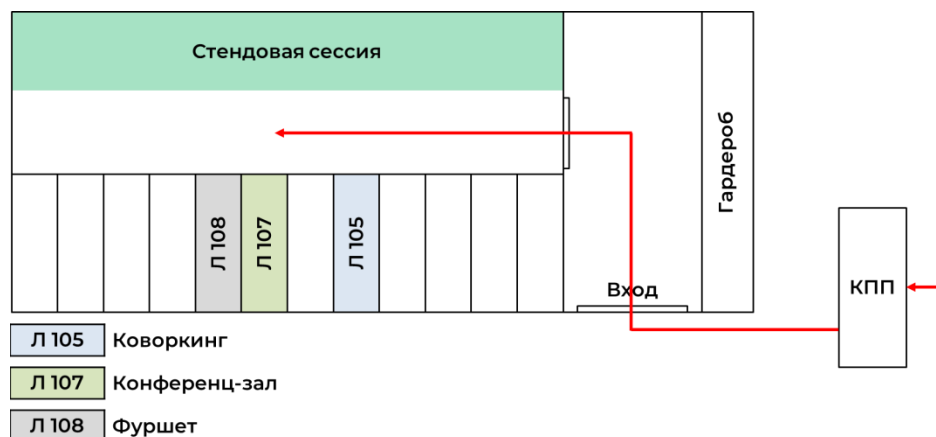 Стендовая сессия
Гардероб
Л 108
Л 107
Л 105
КПП
Вход
Л 105 Коворкинг
Л 107 Конференц-зал
Л 108 Фуршет